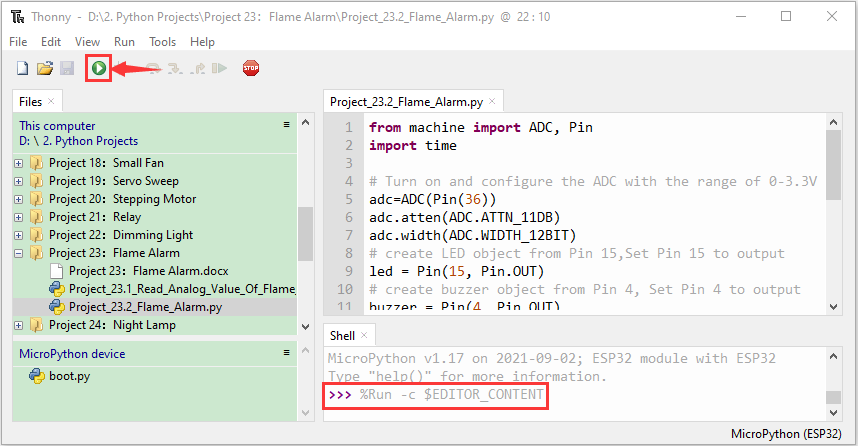 Thonny - D:\2. Python Projects\Project 23: Flame Alarm\Project_23.2_Flame_Alarm.py @ 22 : 10
File Edit View Run Tools Help
STOP
Files
This computer
D: \ 2. Python Projects
Project 18: Small Fan
Project 19: Servo Sweep
Project 20: Stepping Motor
Project 21: Relay
Project 22: Dimming Light
Project 23: Flame Alarm
Project 23: Flame Alarm.docx
Project_23.1_Read_Analog_Value_Of_Flame_
Project_23.2_Flame_Alarm.py
Project 24: Night Lamp
MicroPython device
boot.py
Project_23.2_Flame_Alarm.py
1 from machine import ADC, Pin
2 import time
3
4 # Turn on and configure the ADC with the range of 0-3.3V
5 adc=ADC(Pin(36))
6 adc.atten(ADC.ATTN_11DB)
7 adc.width(ADC.WIDTH_12BIT)
8 # create LED object from Pin 15,Set Pin 15 to output
9 led = Pin(15, Pin.OUT)
10 # create buzzer object from Pin 4, Set Pin 4 to output
11 buzzer = Pin(4, Pin.OUT)
Shell
MicroPython v1.17 on 2021-09-02; ESP32 module with ESP32
Type "help()" for more information.
>>> %Run -c $EDITOR_CONTENT
MicroPython (ESP32)